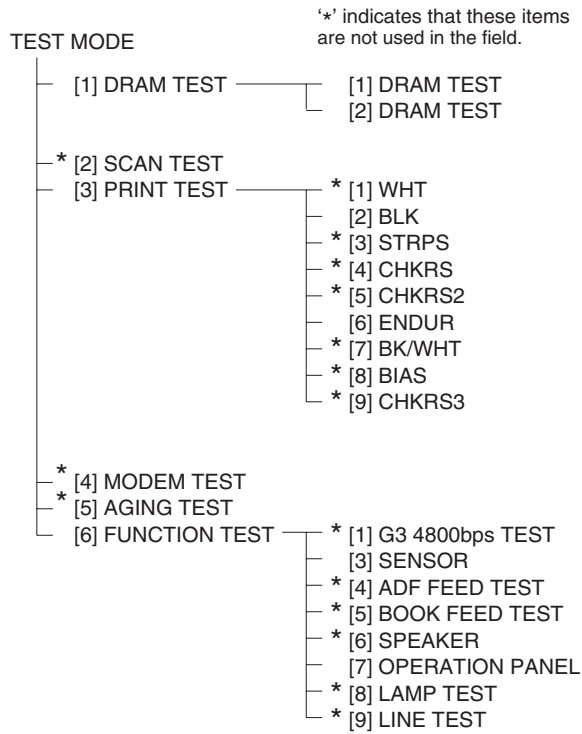 ‘*’ indicates that these items
are not used in the field.
TEST MODE
[1] DRAM TEST
[1] DRAM TEST
[2] DRAM TEST
* [2] SCAN TEST
[3] PRINT TEST
* [1] WHT
[2] BLK
* [3] STRPS
* [4] CHKRS
* [5] CHKRS2
[6] ENDUR
* [7] BK/WHT
* [8] BIAS
* [9] CHKRS3
* [4] MODEM TEST
* [5] AGING TEST
[6] FUNCTION TEST
* [1] G3 4800bps TEST
[3] SENSOR
* [4] ADF FEED TEST
* [5] BOOK FEED TEST
* [6] SPEAKER
[7] OPERATION PANEL
* [8] LAMP TEST
* [9] LINE TEST